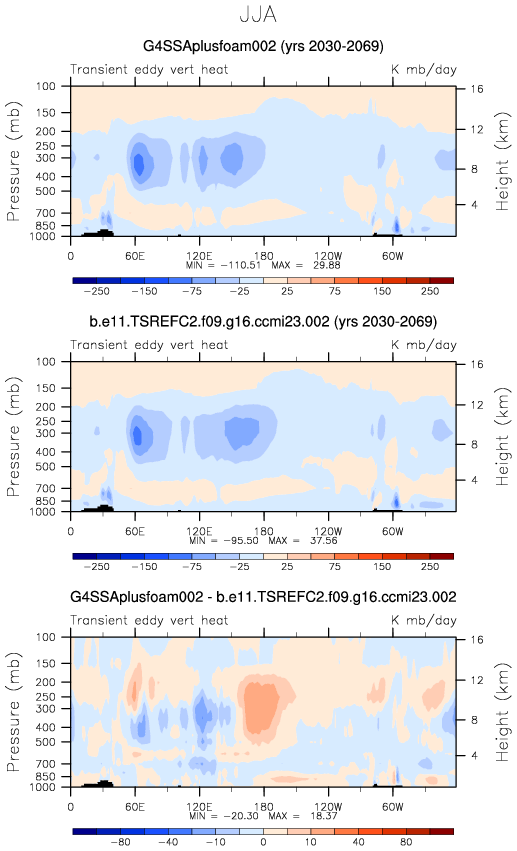 JJA
G4SSAplusfoam002 (yrs 2030-2069)
Transient eddy vert heat K mb/day
Pressure (mb)
100
150
200
250
300
400
500
700
850
1000
16
12
8
4
Height (km)
0 60E 120E 180 120W 60W
MIN = -110.51 MAX = 29.88
-250 -150 -75 -25 25 75 150 250
b.e11.TSREFC2.f09.g16.ccmi23.002 (yrs 2030-2069)
Transient eddy vert heat K mb/day
Pressure (mb)
100
150
200
250
300
400
500
700
850
1000
16
12
8
4
Height (km)
0 60E 120E 180 120W 60W
MIN = -95.50 MAX = 37.56
-250 -150 -75 -25 25 75 150 250
G4SSAplusfoam002 - b.e11.TSREFC2.f09.g16.ccmi23.002
Transient eddy vert heat K mb/day
Pressure (mb)
100
150
200
250
300
400
500
700
850
1000
16
12
8
4
Height (km)
0 60E 120E 180 120W 60W
MIN = -20.30 MAX = 18.37
-80 -40 -10 0 10 40 80